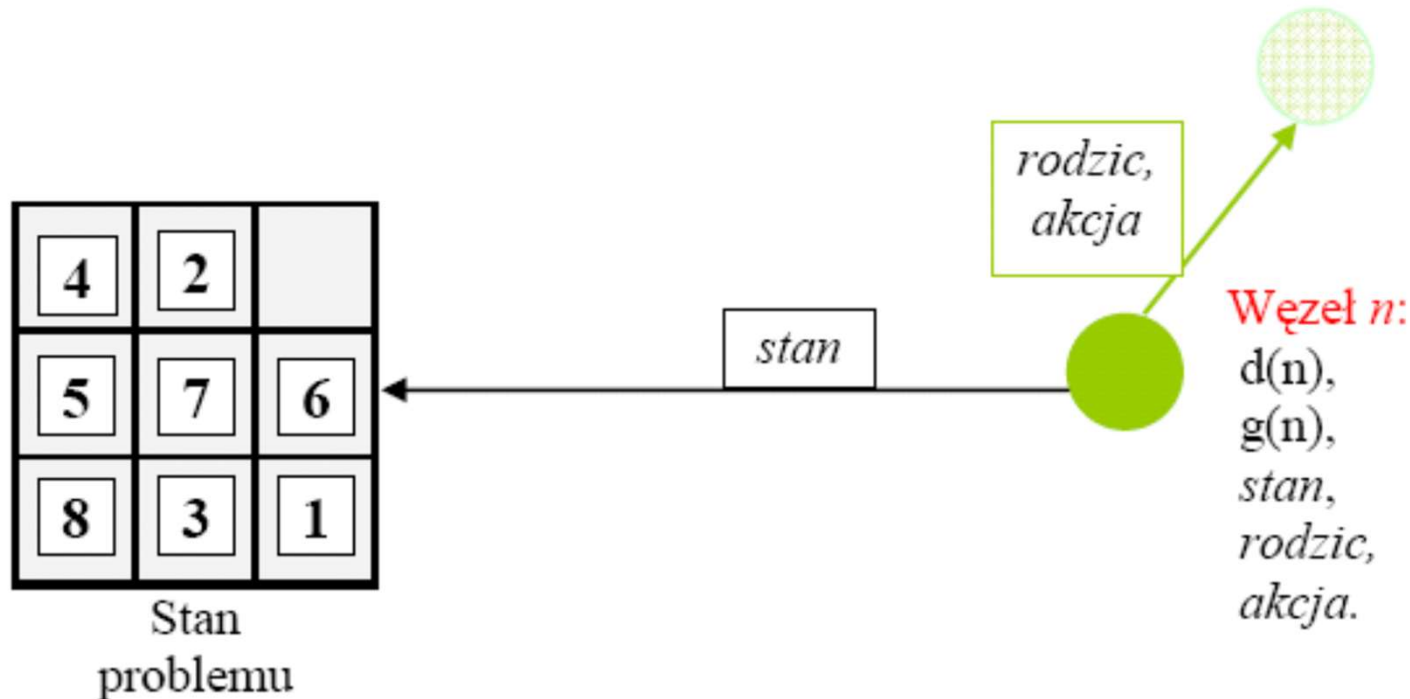 4 2
5 7 6
8 3 1
Stan
problemu
stan
rodzic,
akcja
Węzeł n:
d(n),
g(n),
stan,
rodzic,
akcja.